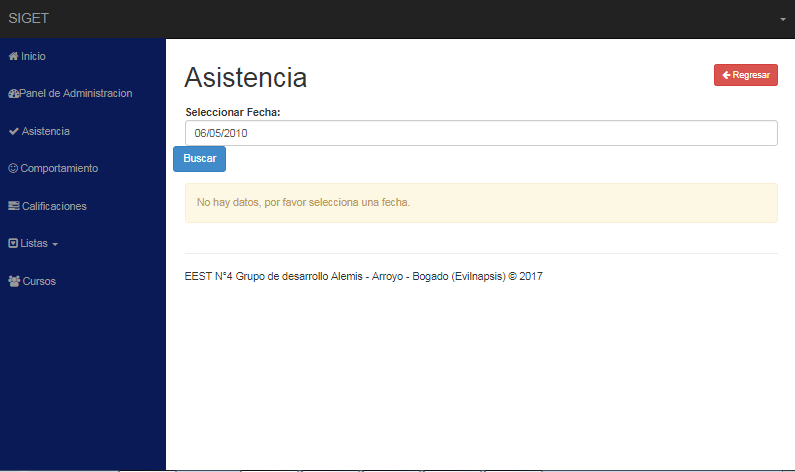 SIGET
Inicio
Panel de Administracion
Asistencia
Comportamiento
Calificaciones
Listas
Cursos
Asistencia
Regresar
Seleccionar Fecha:
06/05/2010
Buscar
No hay datos, por favor selecciona una fecha.
EEST N°4 Grupo de desarrollo Alemis - Arroyo - Bogado (Evilnapsis) © 2017